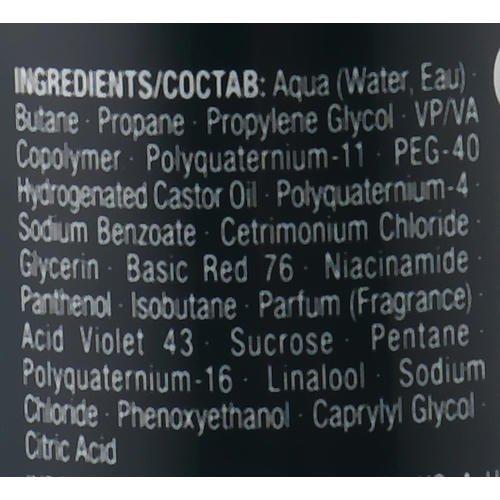 INGREDIENTS/СОСТАВ: Aqua (Water, Eau) ·
Butane · Propane · Propylene Glycol · VP/VA
Copolymer · Polyquaternium-11 · PEG-40
Hydrogenated Castor Oil · Polyquaternium-4 ·
Sodium Benzoate · Cetrimonium Chloride ·
Glycerin · Basic Red 76 · Niacinamide ·
Panthenol · Isobutane · Parfum (Fragrance) ·
Acid Violet 43 · Sucrose · Pentane ·
Polyquaternium-16 · Linalool · Sodium
Chloride · Phenoxyethanol · Caprylyl Glycol ·
Citric Acid